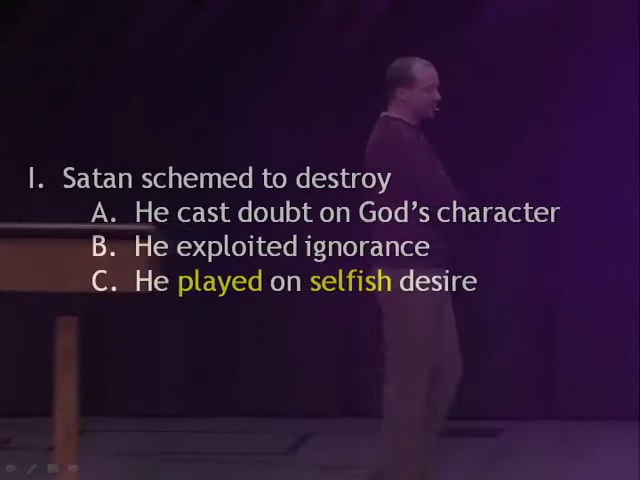 I. Satan schemed to destroy
A. He cast doubt on God's character
B. He exploited ignorance
C. He played on selfish desire